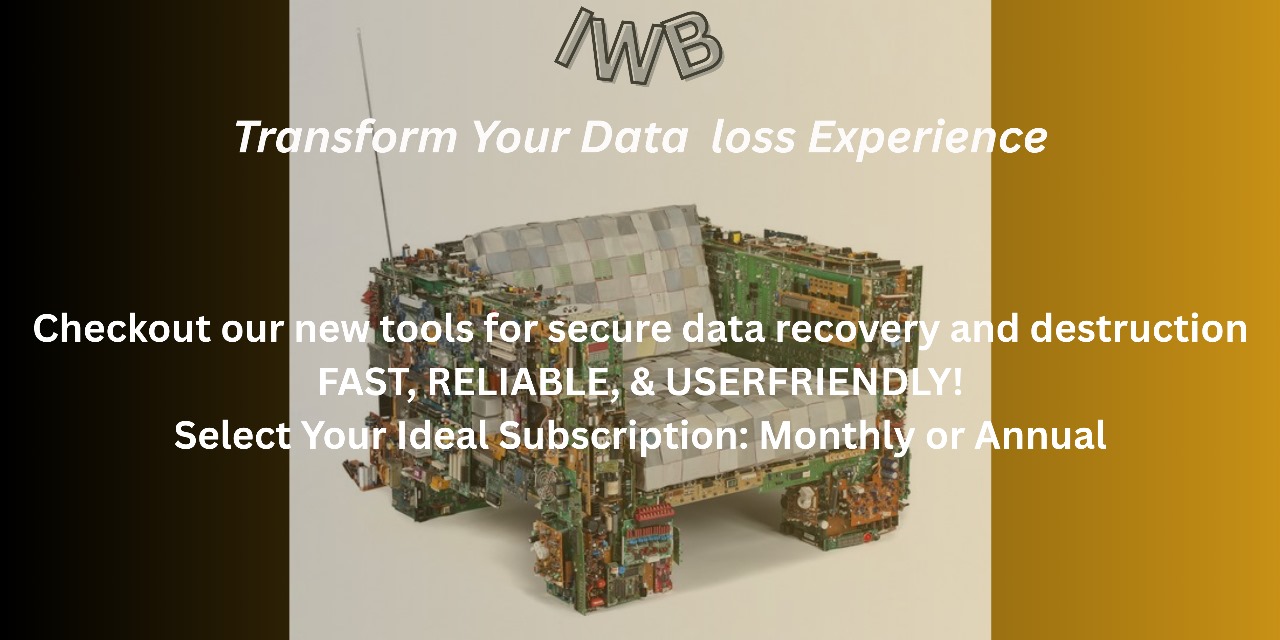 IWB
Transform Your Data  loss Experience
Checkout our new tools for secure data recovery and destruction
FAST, RELIABLE, & USERFRIENDLY!
Select Your Ideal Subscription: Monthly or Annual